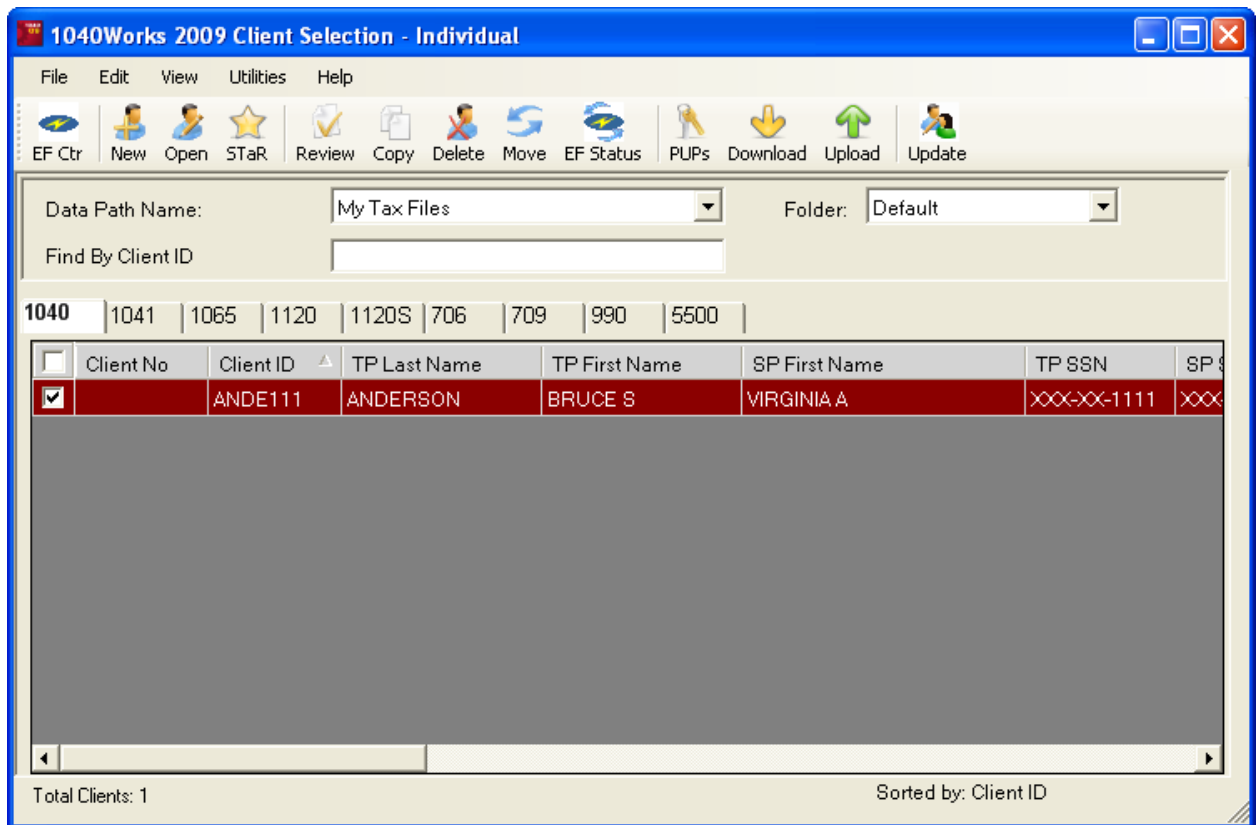 1040Works 2009 Client Selection - Individual
File Edit View Utilities Help
EF Ctr New Open STaR Review Copy Delete Move EF Status PUPs Download Upload Update
Data Path Name: My Tax Files Folder: Default
Find By Client ID
1040 1041 1065 1120 1120S 706 709 990 5500
Client No Client ID TP Last Name TP First Name SP First Name TP SSN SP
ANDE111 ANDERSON BRUCE S VIRGINIA A XXX-XX-1111 XXX-
Total Clients: 1 Sorted by: Client ID